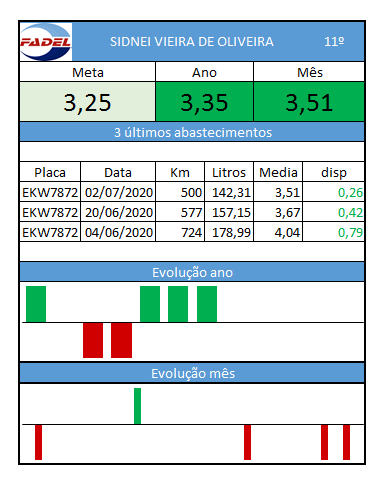 FADEL
SIDNEI VIEIRA DE OLIVEIRA 11º
Meta Ano Mês
3,25 3,35 3,51
3 últimos abastecimentos
Placa Data Km Litros Media disp
EKW7872 02/07/2020 500 142,31 3,51 0,26
EKW7872 20/06/2020 577 157,15 3,67 0,42
EKW7872 04/06/2020 724 178,99 4,04 0,79
Evolução ano
Evolução mês